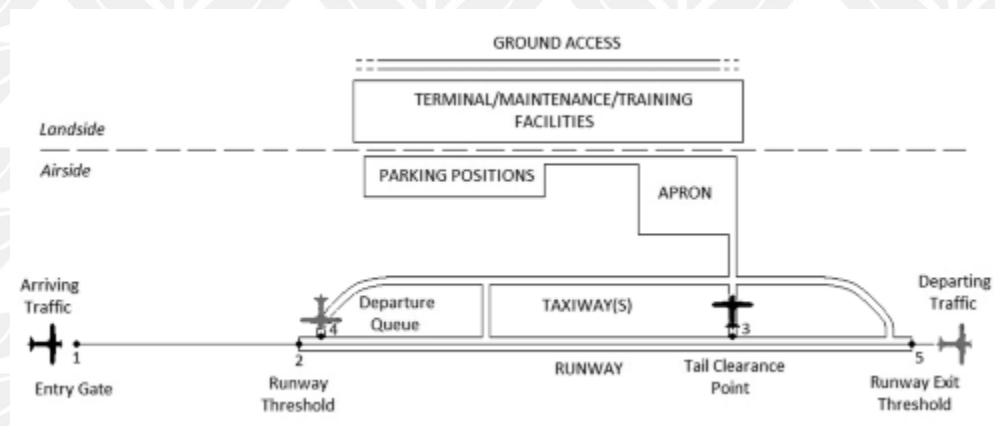 GROUND ACCESS
TERMINAL/MAINTENANCE/TRAINING
FACILITIES
Landside
Airside
PARKING POSITIONS
APRON
Arriving
Traffic
Departing
Traffic
Departure
Queue
TAXIWAY(S)
4
3
1
2
5
Entry Gate
Runway
Threshold
RUNWAY
Tail Clearance
Point
Runway Exit
Threshold